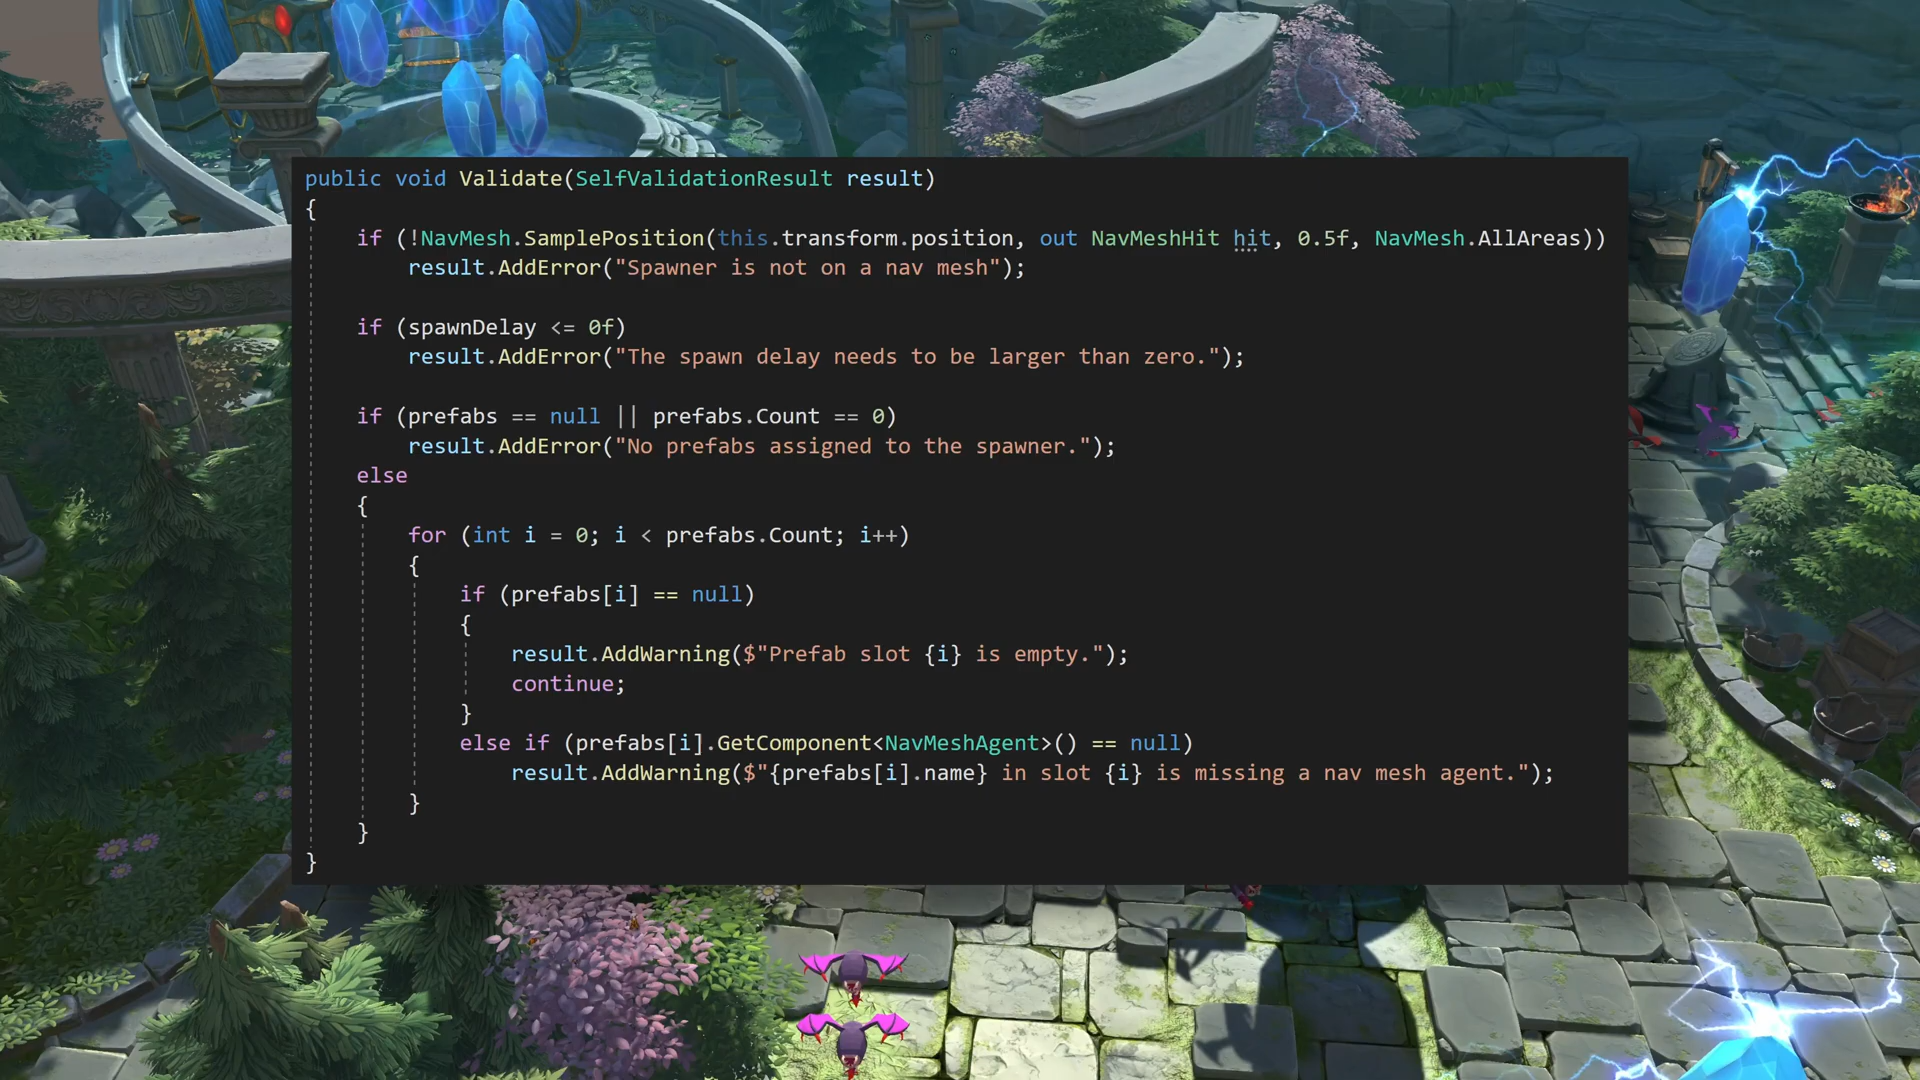 public void Validate(SelfValidationResult result)
{
if (!NavMesh.SamplePosition(this.transform.position, out NavMeshHit hit, 0.5f, NavMesh.AllAreas))
result.AddError("Spawner is not on a nav mesh");
if (spawnDelay <= 0f)
result.AddError("The spawn delay needs to be larger than zero.");
if (prefabs == null || prefabs.Count == 0)
result.AddError("No prefabs assigned to the spawner.");
else
{
for (int i = 0; i < prefabs.Count; i++)
{
if (prefabs[i] == null)
{
result.AddWarning($"Prefab slot {i} is empty.");
continue;
}
else if (prefabs[i].GetComponent<NavMeshAgent>() == null)
result.AddWarning($"{prefabs[i].name} in slot {i} is missing a nav mesh agent.");
}
}
}